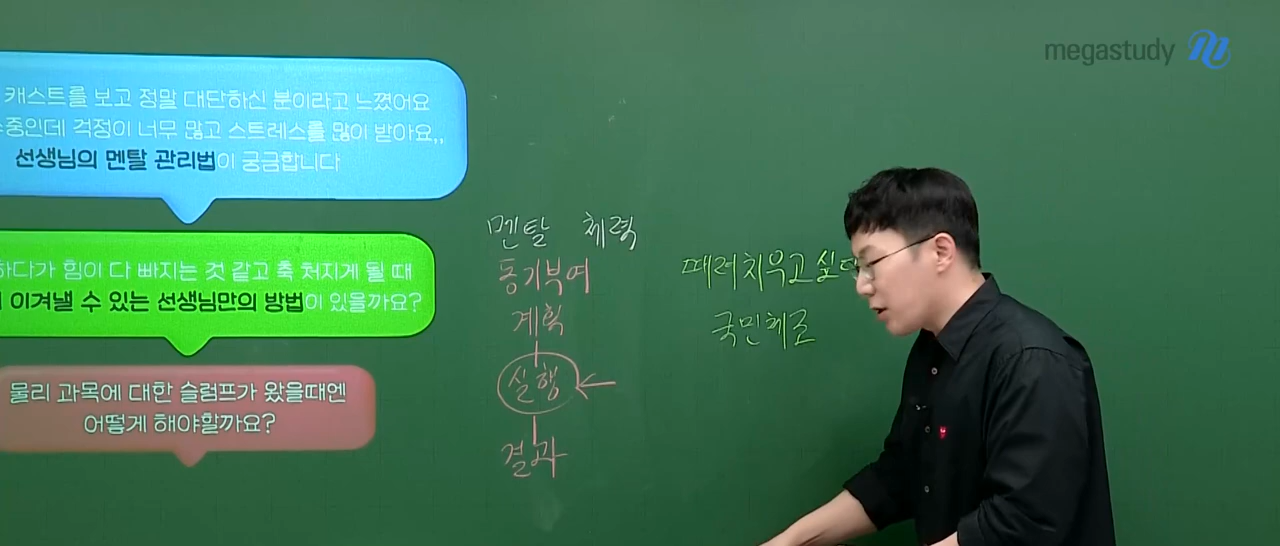 megastudy
캐스트를 보고 정말 대단하신 분이라고 느꼈어요
중인데 걱정이 너무 많고 스트레스를 많이 받아요,,
선생님의 멘탈 관리법이 궁금합니다
하다가 힘이 다 빠지는 것 같고 축 처지게 될 때
이겨낼 수 있는 선생님만의 방법이 있을까요?
물리 과목에 대한 슬럼프가 왔을때엔
어떻게 해야할까요?
멘탈 체력
동기부여
계획
실행
결과
때려치우고 싶다
국민체조